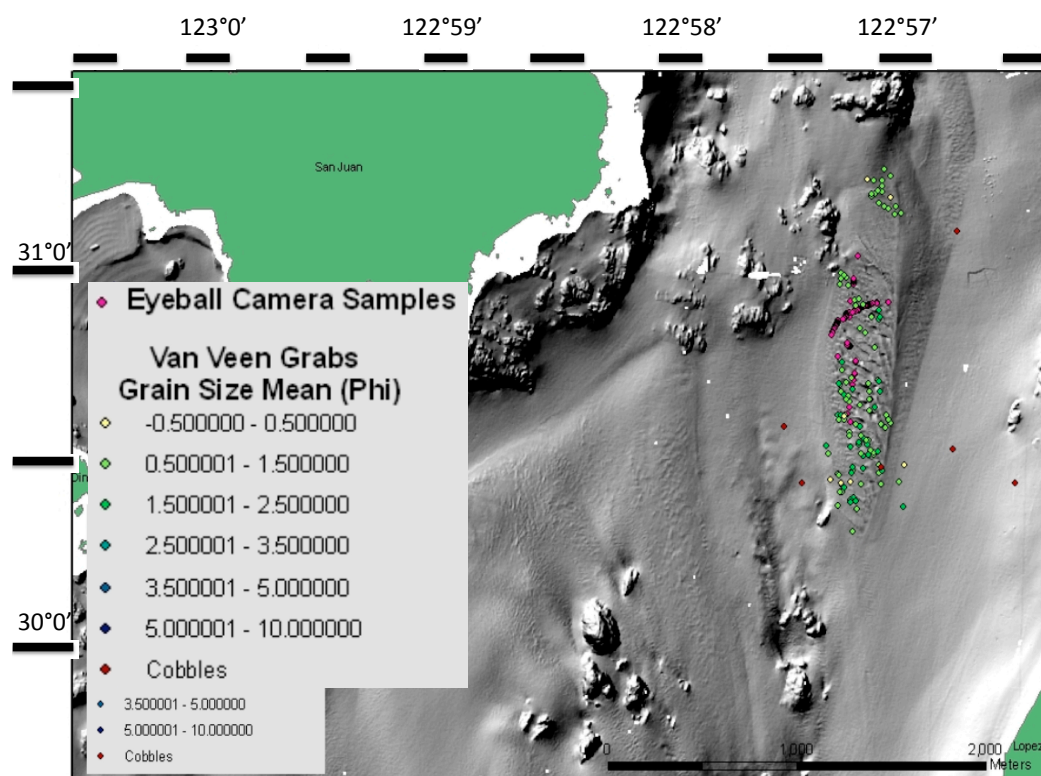 123°0’ 122°59’ 122°58’ 122°57’
San Juan
31°0’
Eyeball Camera Samples
Van Veen Grabs
Grain Size Mean (Phi)
-0.500000 - 0.500000
0.500001 - 1.500000
Din
1.500001 - 2.500000
2.500001 - 3.500000
3.500001 - 5.000000
30°0’
5.000001 - 10.000000
Cobbles
3.500001 - 5.000000
5.000001 - 10.000000
Cobbles
0 1,000 2,000 Lopez
Meters